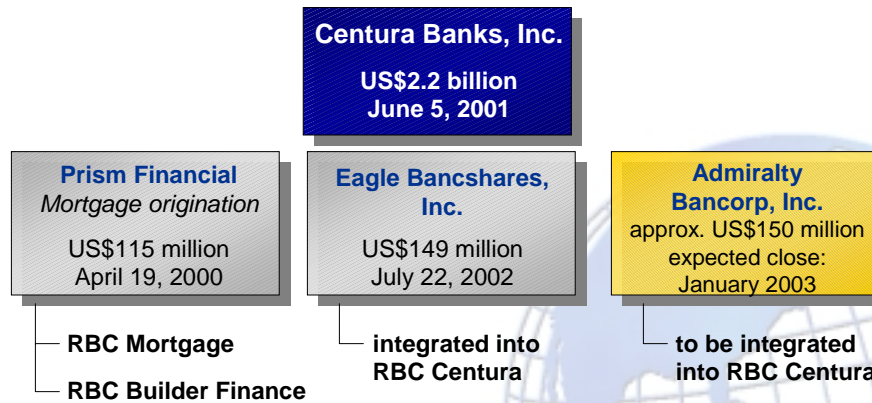 Centura Banks, Inc.
US$2.2 billion
June 5, 2001
Prism Financial
Mortgage origination
US$115 million
April 19, 2000
RBC Mortgage
RBC Builder Finance
Eagle Bancshares,
Inc.
US$149 million
July 22, 2002
integrated into
RBC Centura
Admiralty
Bancorp, Inc.
approx. US$150 million
expected close:
January 2003
to be integrated
into RBC Centura